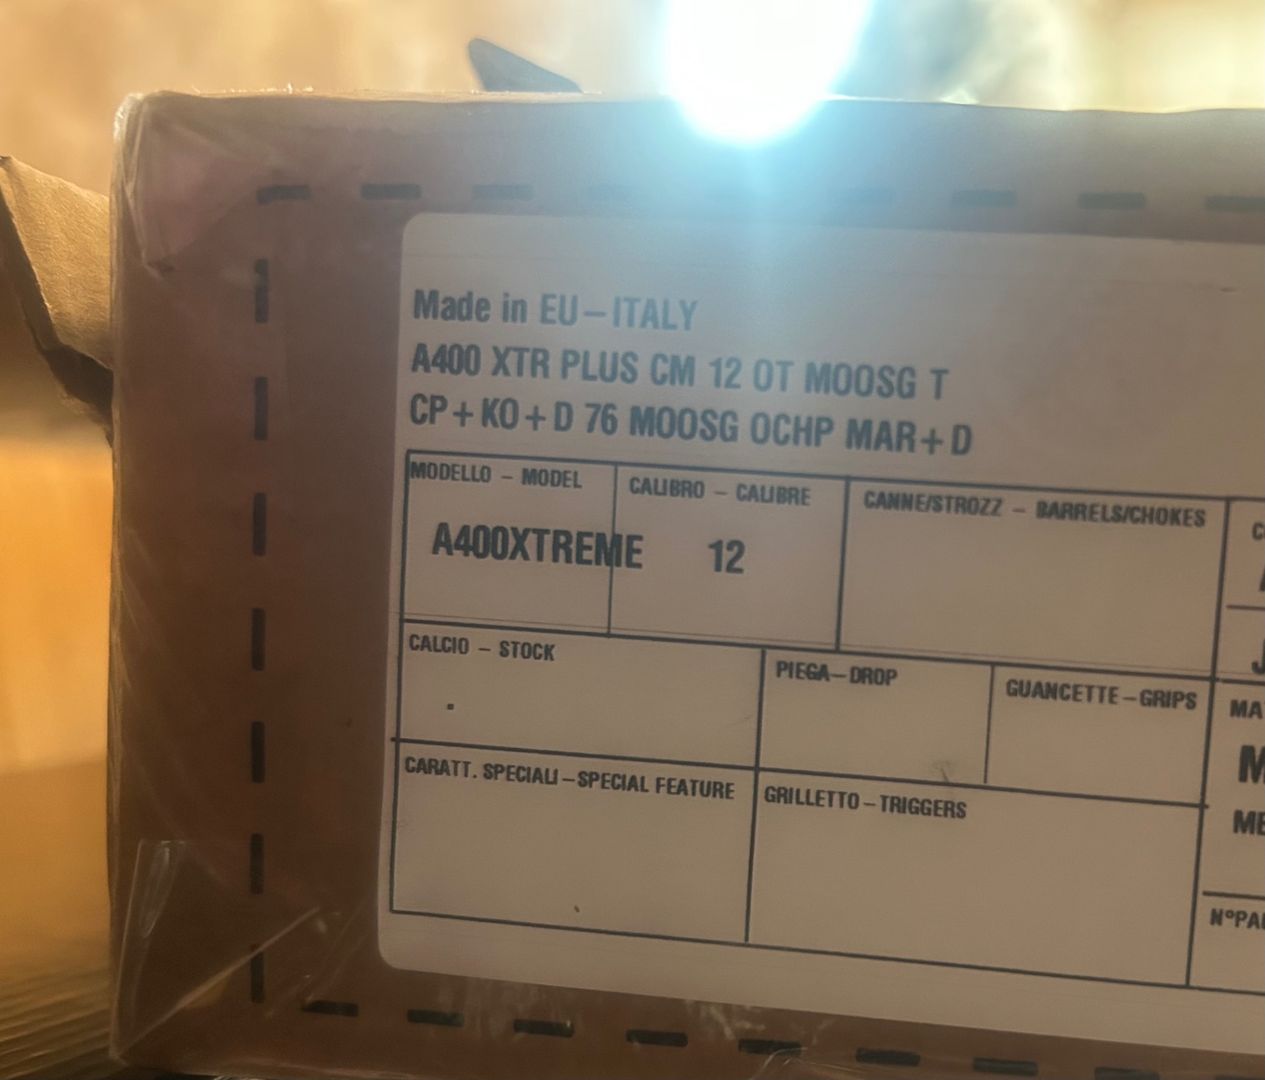 Made in EU–ITALY
A400 XTR PLUS CM 12 OT MOOSG T
CP+KO+D 76 MOOSG OCHP MAR+D
MODELLO – MODEL
CALIBRO – CALIBRE
CANNE/STROZZ – BARRELS/CHOKES
A400XTREME
12
CALCIO – STOCK
PIEGA–DROP
GUANCETTE–GRIPS
CARATT. SPECIALI–SPECIAL FEATURE
GRILLETTO–TRIGGERS